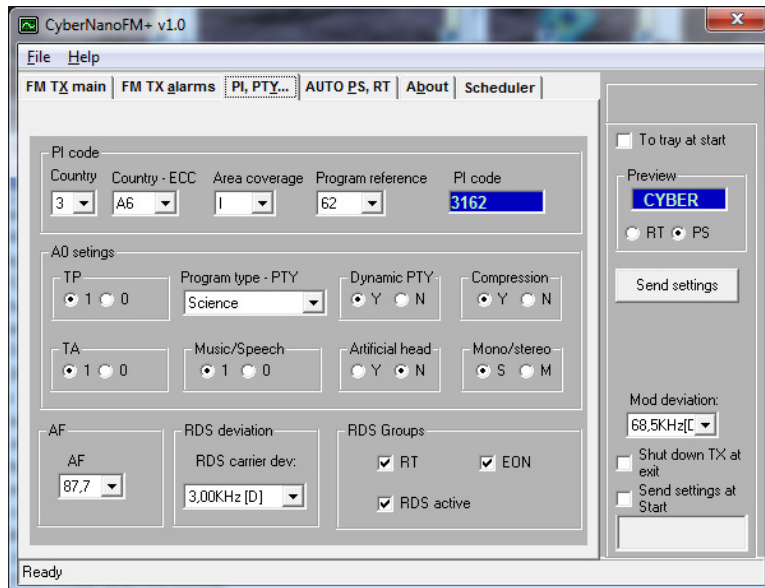 CyberNanoFM+ v1.0
File Help
FM TX main FM TX alarms PI, PTY... AUTO PS, RT About Scheduler
PI code
Country Country - ECC Area coverage Program reference PI code
3 A6 I 62 3162
A0 setings
TP Program type - PTY Dynamic PTY Compression
1 0 Science Y N Y N
TA Music/Speech Artificial head Mono/stereo
1 0 1 0 Y N S M
AF RDS deviation RDS Groups
AF RDS carrier dev: RT EON
87,7 3,00KHz [D] RDS active
To tray at start
Preview
CYBER
RT PS
Send settings
Mod deviation:
68,5KHz[D
Shut down TX at
exit
Send settings at
Start
Ready